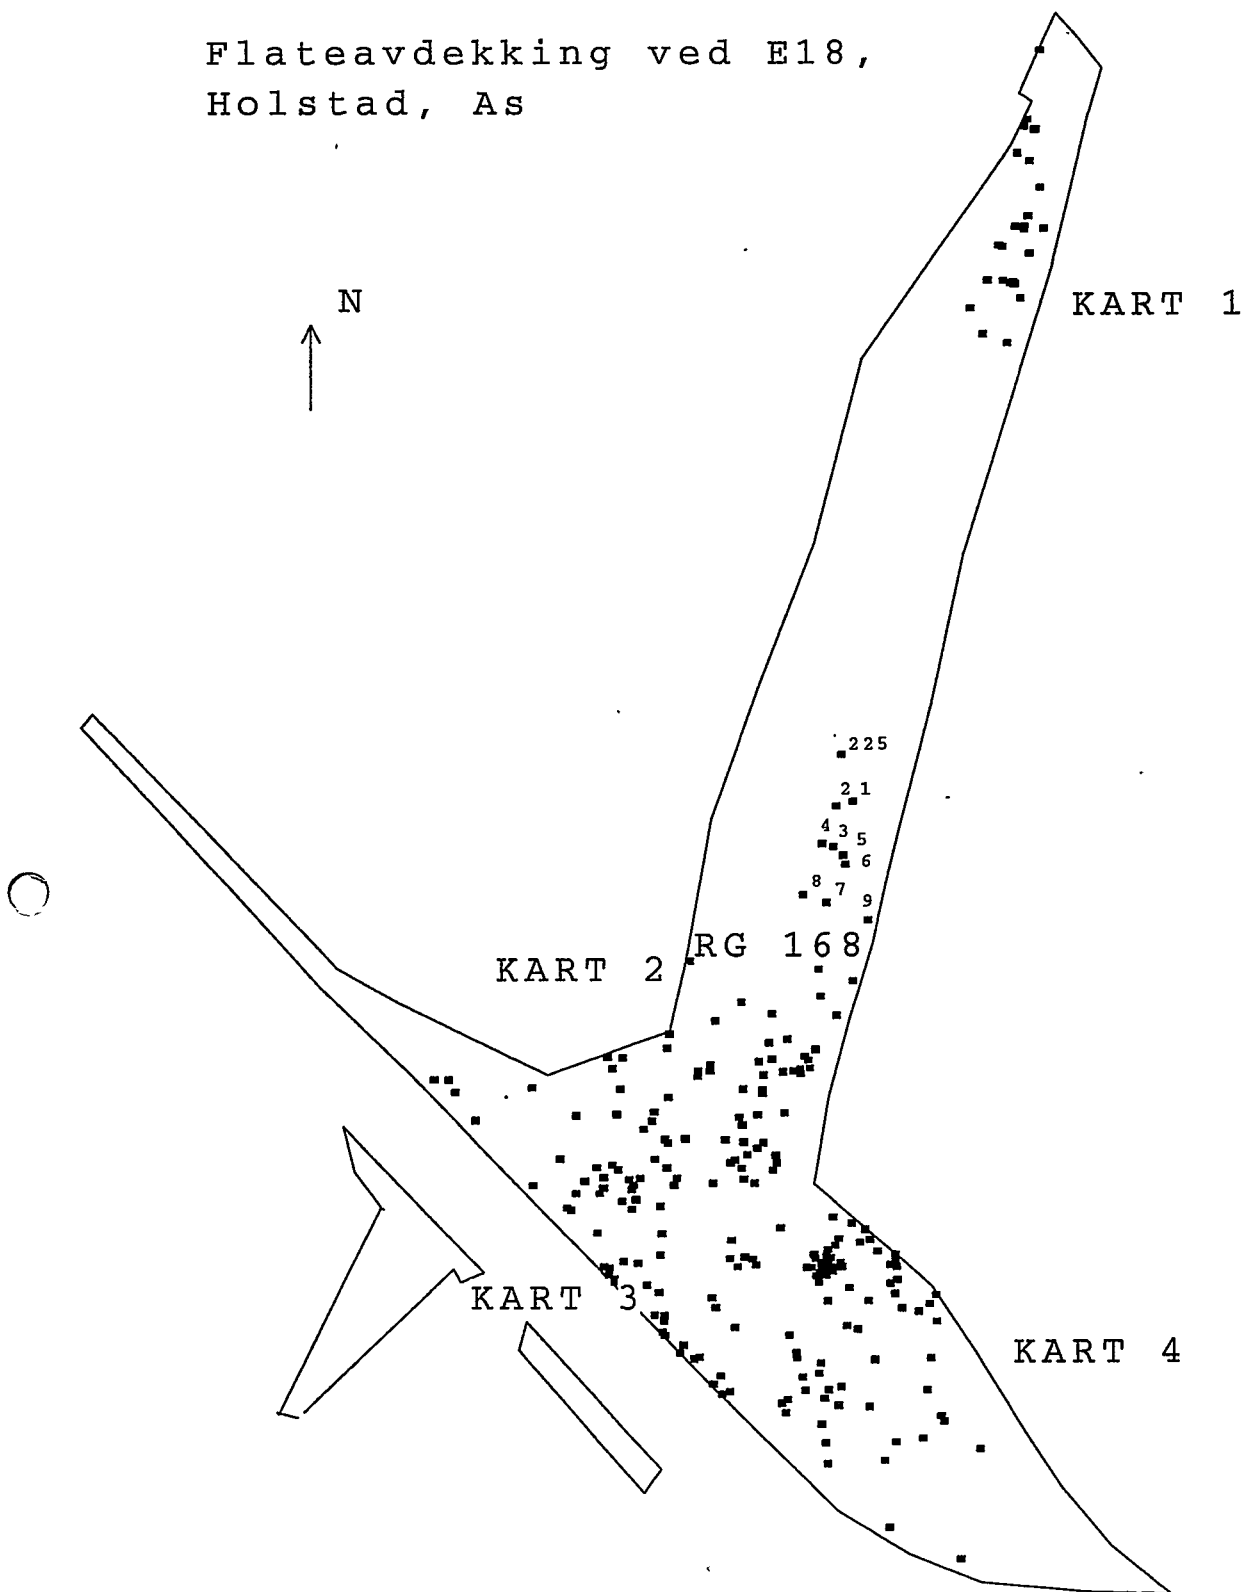 Flateavdekking ved E18,
Holstad, As
N
KART 1
225
2 1
4 3 5
6
8 7
9
RG 168
KART 2
KART 3
KART 4